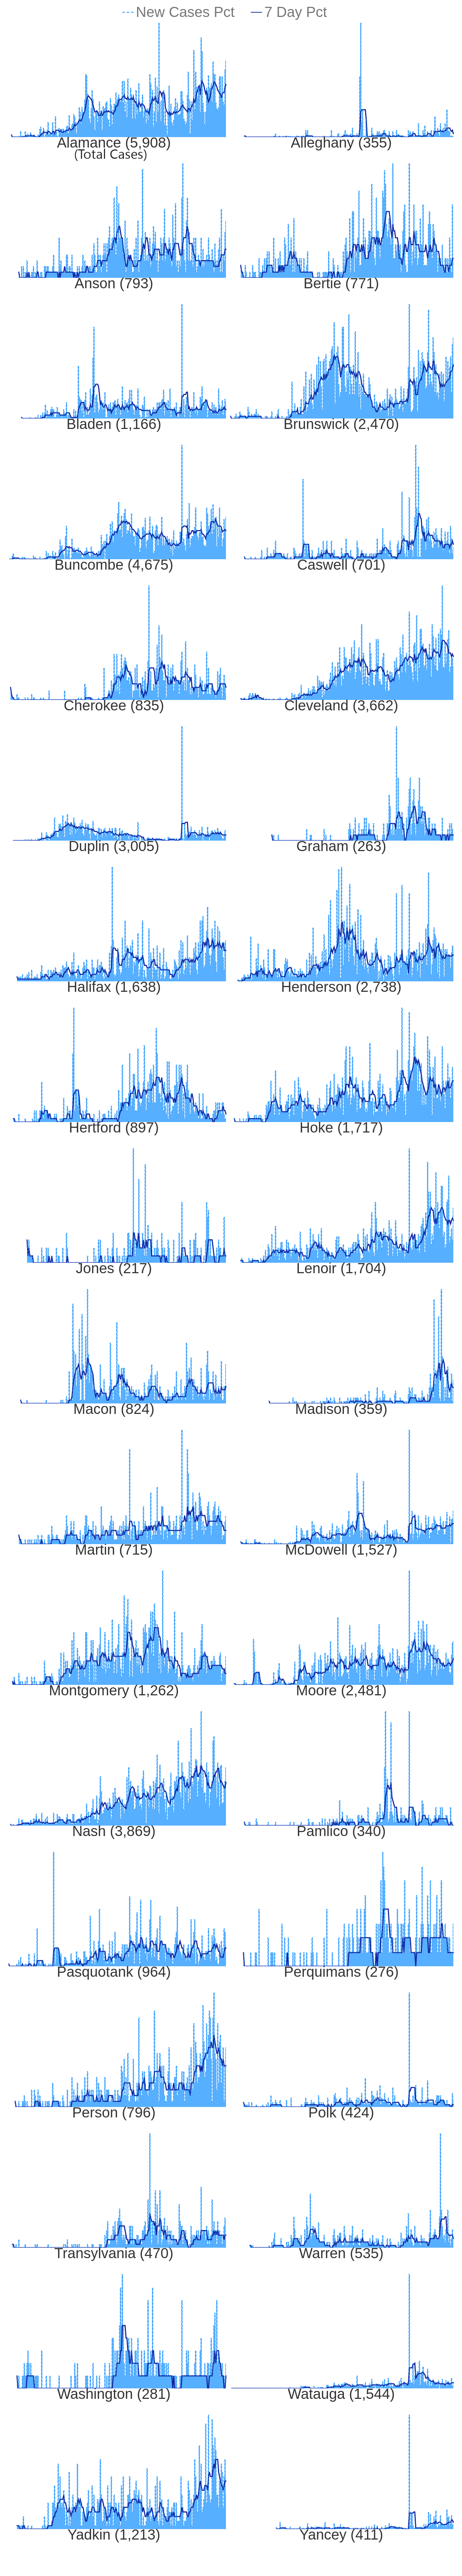 New Cases Pct 7 Day Pct
Alamance (5,908) Alleghany (355)
(Total Cases)
Anson (793) Bertie (771)
Bladen (1,166) Brunswick (2,470)
Buncombe (4,675) Caswell (701)
Cherokee (835) Cleveland (3,662)
Duplin (3,005) Graham (263)
Halifax (1,638) Henderson (2,738)
Hertford (897) Hoke (1,717)
Jones (217) Lenoir (1,704)
Macon (824) Madison (359)
Martin (715) McDowell (1,527)
Montgomery (1,262) Moore (2,481)
Nash (3,869) Pamlico (340)
Pasquotank (964) Perquimans (276)
Person (796) Polk (424)
Transylvania (470) Warren (535)
Washington (281) Watauga (1,544)
Yadkin (1,213) Yancey (411)